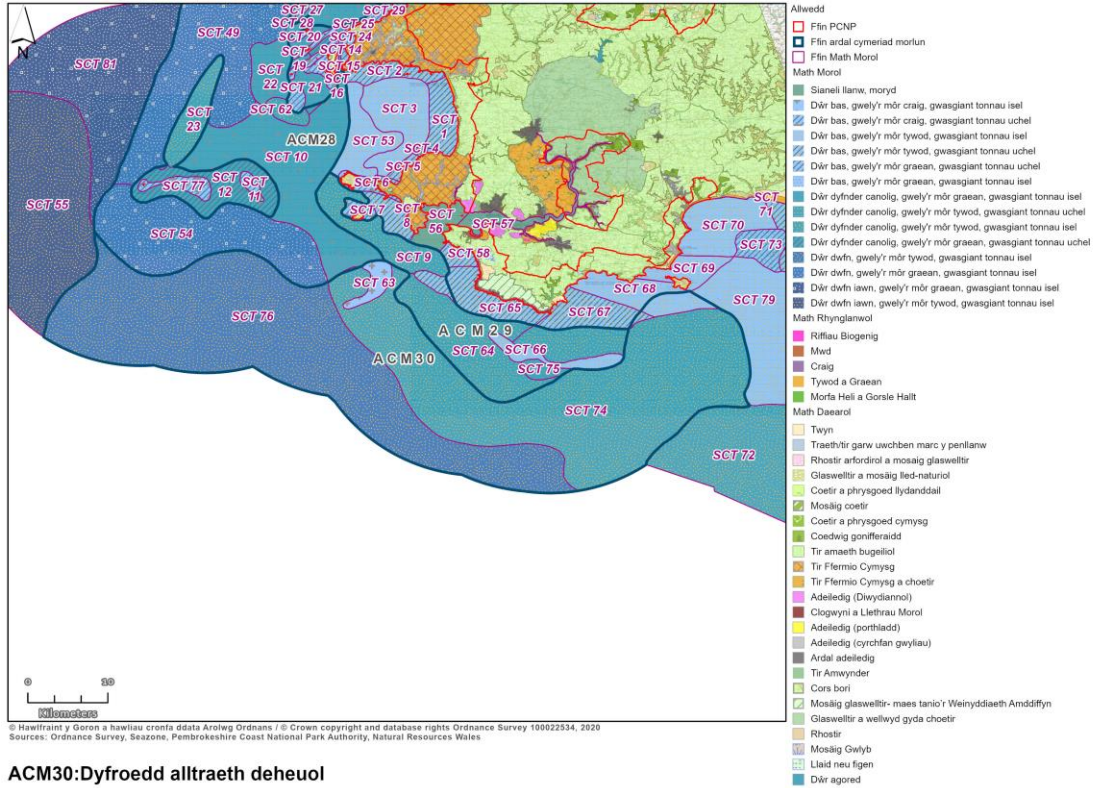 SCT 27
SCT 29
SCT 28
SCT 25
SCT 49
SCT 20
SCT 24
SCT 14
SCT 81
SCT 19
SCT 15
SCT 2
SCT 22
SCT 21
SCT 16
SCT 3
SCT 62
SCT 23
SCT 1
ACM28
SCT 53
SCT 4
SCT 10
SCT 5
SCT 77
SCT 12
SCT 11
SCT 6
SCT 55
SCT 7
SCT 8
SCT 56
SCT 57
SCT 71
SCT 70
SCT 54
SCT 73
SCT 9
SCT 58
SCT 69
SCT 63
SCT 68
SCT 79
SCT 76
SCT 65
SCT 67
ACM29
SCT 64
SCT 66
ACM30
SCT 75
SCT 74
SCT 72
N
0 10
Kilometers
© Hawlfraint y Goron a hawliau cronfa ddata Arolwg Ordnans / © Crown copyright and database rights Ordnance Survey 100022534, 2020
Sources: Ordnance Survey, Seazone, Pembrokeshire Coast National Park Authority, Natural Resources Wales
ACM30:Dyfroedd alltraeth deheuol
Allwedd
Ffin PCNP
Ffin ardal cymeriad morlun
Ffin Math Morol
Math Morol
Sianeli llanw, moryd
Dŵr bas, gwely'r môr craig, gwasgiant tonnau isel
Dŵr bas, gwely'r môr craig, gwasgiant tonnau uchel
Dŵr bas, gwely'r môr tywod, gwasgiant tonnau isel
Dŵr bas, gwely'r môr tywod, gwasgiant tonnau uchel
Dŵr bas, gwely'r môr graean, gwasgiant tonnau uchel
Dŵr bas, gwely'r môr graean, gwasgiant tonnau isel
Dŵr dyfnder canolig, gwely'r môr graean, gwasgiant tonnau isel
Dŵr dyfnder canolig, gwely'r môr tywod, gwasgiant tonnau uchel
Dŵr dyfnder canolig, gwely'r môr tywod, gwasgiant tonnau isel
Dŵr dyfnder canolig, gwely'r môr graean, gwasgiant tonnau uchel
Dŵr dwfn, gwely'r môr tywod, gwasgiant tonnau isel
Dŵr dwfn, gwely'r môr graean, gwasgiant tonnau isel
Dŵr dwfn iawn, gwely'r môr graean, gwasgiant tonnau isel
Dŵr dwfn iawn, gwely'r môr tywod, gwasgiant tonnau isel
Math Rhynglanwol
Riffiau Biogenig
Mwd
Craig
Tywod a Graean
Morfa Heli a Gorsle Hallt
Math Daearol
Twyn
Traeth/tir garw uwchben marc y penllanw
Rhostir arfordirol a mosaig glaswelltir
Glaswelltir a mosäig lled-naturiol
Coetir a phrysgoed llydanddail
Mosäig coetir
Coetir a phrysgoed cymysg
Coedwig gonifferaidd
Tir amaeth bugeiliol
Tir Ffermio Cymysg
Tir Ffermio Cymysg a choetir
Adeiledig (Diwydiannol)
Clogwyni a Llethrau Morol
Adeiledig (porthladd)
Adeiledig (cyrchfan gwyliau)
Ardal adeiledig
Tir Amwynder
Cors bori
Mosäig glaswelltir- maes tanio'r Weinyddiaeth Amddiffyn
Glaswelltir a wellwyd gyda choetir
Rhostir
Mosäig Gwlyb
Llaid neu figen
Dŵr agored